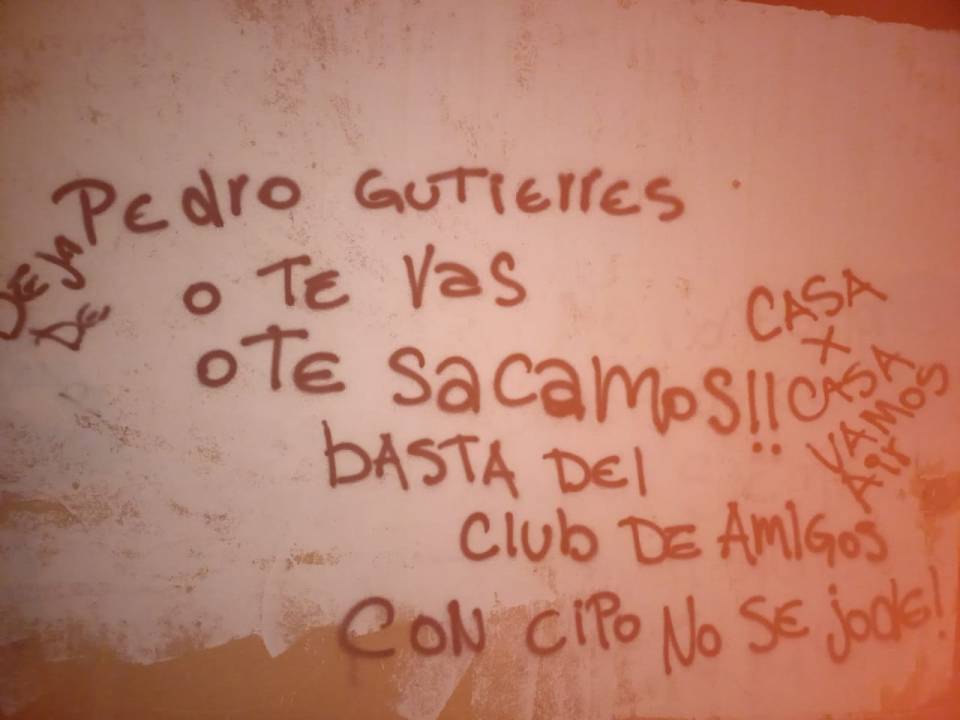 Pedro GUTIErrES
DEJA
DE
o TE Vas
o TE SacaMos!!
bASTA DEl
Club DE AMIGos
CON CIPo No SE jode!
CASA
X
CASA
VAMOS
A ir